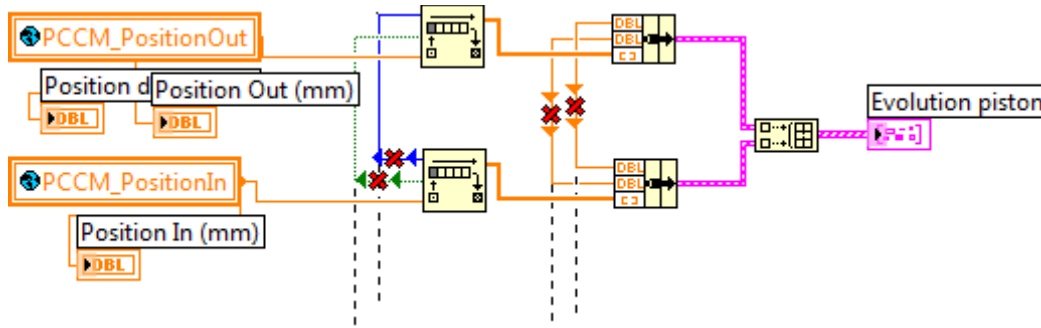 PCCM_PositionOut
Position d
Position Out (mm)
DBL
DBL
PCCM_PositionIn
Position In (mm)
DBL
DBL
DBL
DBL
DBL
Evolution piston